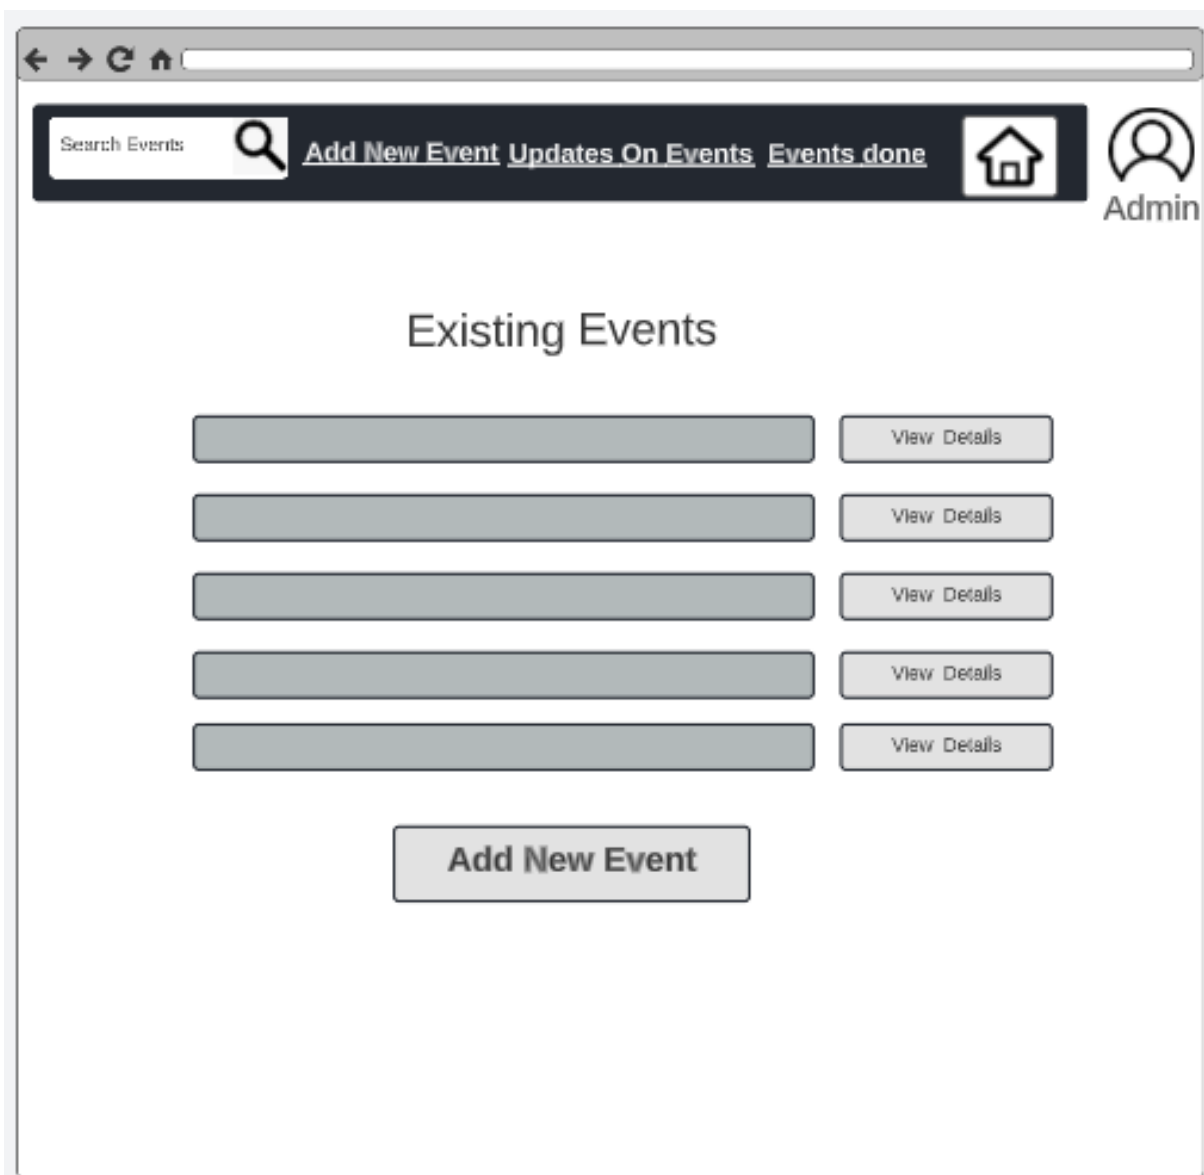 Search Events
Add New Event Updates On Events Events done
Admin
Existing Events
View Details
View Details
View Details
View Details
View Details
Add New Event